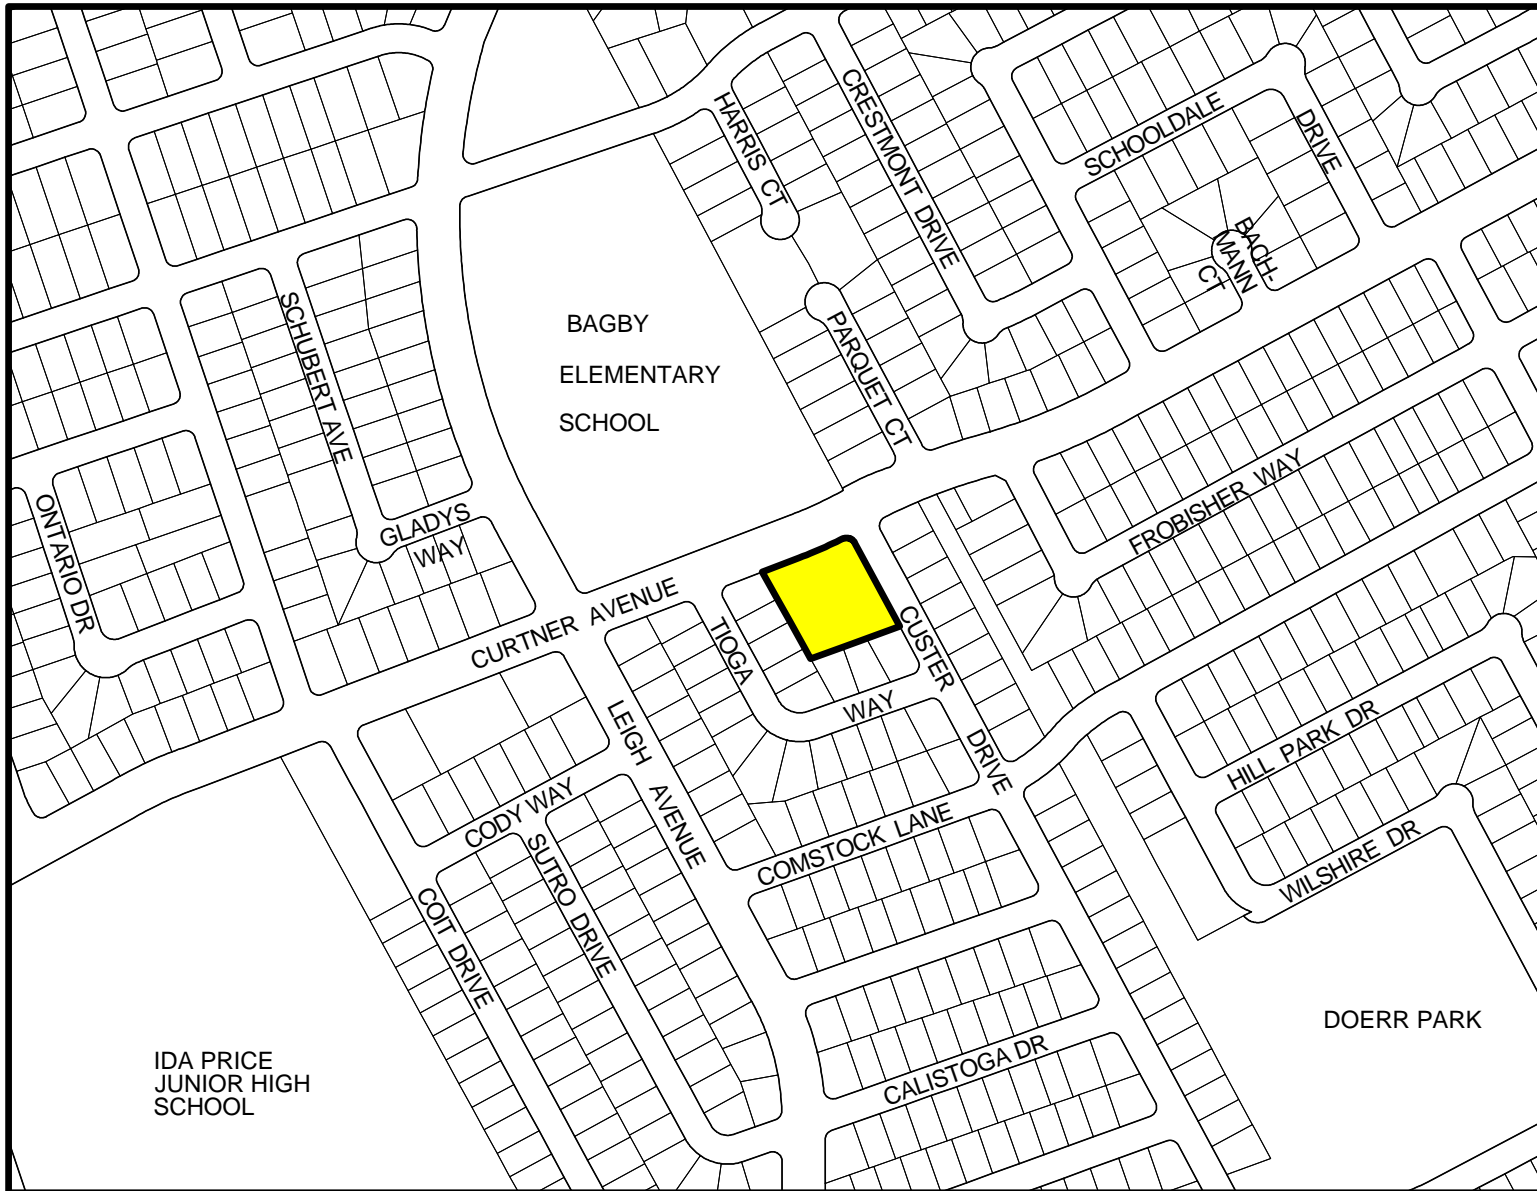 HARRIS CT
CRESTMONT DRIVE
SCHOOLDALE
DRIVE
BACH-
MANN
CT
SCHUBERT AVE
BAGBY
ELEMENTARY
SCHOOL
PARQUET CT
ONTARIO DR
GLADYS
WAY
FROBISHER WAY
CURTNER AVENUE
TIOGA
WAY
CUSTER
DRIVE
LEIGH AVENUE
HILL PARK DR
CODY WAY
SUTRO DRIVE
COMSTOCK LANE
WILSHIRE DR
COIT DRIVE
CALISTOGA DR
DOERR PARK
IDA PRICE
JUNIOR HIGH
SCHOOL